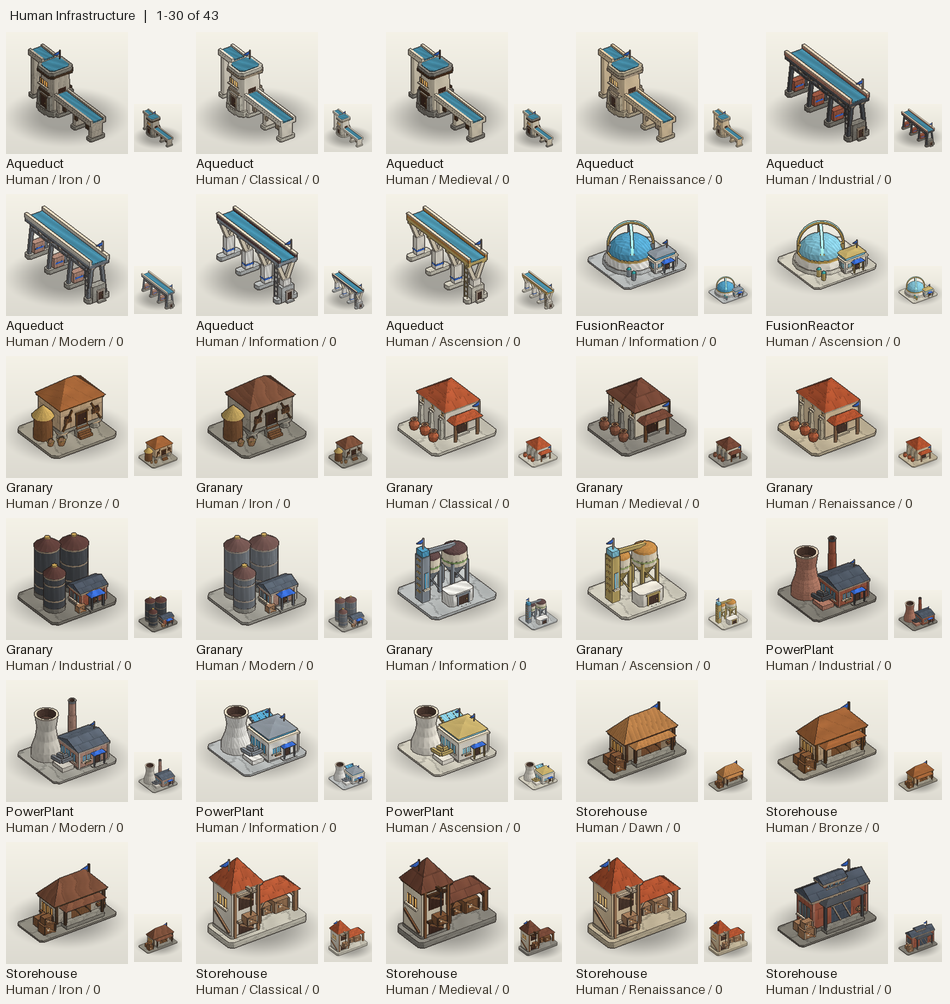 Human Infrastructure | 1-30 of 43
Aqueduct
Human / Iron / 0
Aqueduct
Human / Classical / 0
Aqueduct
Human / Medieval / 0
Aqueduct
Human / Renaissance / 0
Aqueduct
Human / Industrial / 0
Aqueduct
Human / Modern / 0
Aqueduct
Human / Information / 0
Aqueduct
Human / Ascension / 0
FusionReactor
Human / Information / 0
FusionReactor
Human / Ascension / 0
Granary
Human / Bronze / 0
Granary
Human / Iron / 0
Granary
Human / Classical / 0
Granary
Human / Medieval / 0
Granary
Human / Renaissance / 0
Granary
Human / Industrial / 0
Granary
Human / Modern / 0
Granary
Human / Information / 0
Granary
Human / Ascension / 0
PowerPlant
Human / Industrial / 0
PowerPlant
Human / Modern / 0
PowerPlant
Human / Information / 0
PowerPlant
Human / Ascension / 0
Storehouse
Human / Dawn / 0
Storehouse
Human / Bronze / 0
Storehouse
Human / Iron / 0
Storehouse
Human / Classical / 0
Storehouse
Human / Medieval / 0
Storehouse
Human / Renaissance / 0
Storehouse
Human / Industrial / 0